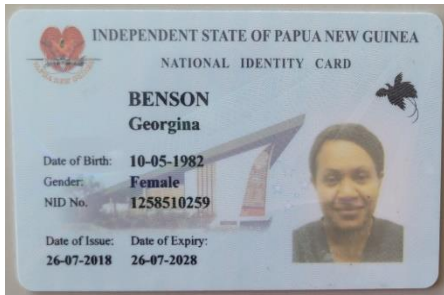 INDEPENDENT STATE OF PAPUA NEW GUINEA
NATIONAL IDENTITY CARD
BENSON
Georgina
Date of Birth: 10-05-1982
Gender: Female
NID No. 1258510259
Date of Issue: Date of Expiry:
26-07-2018 26-07-2028